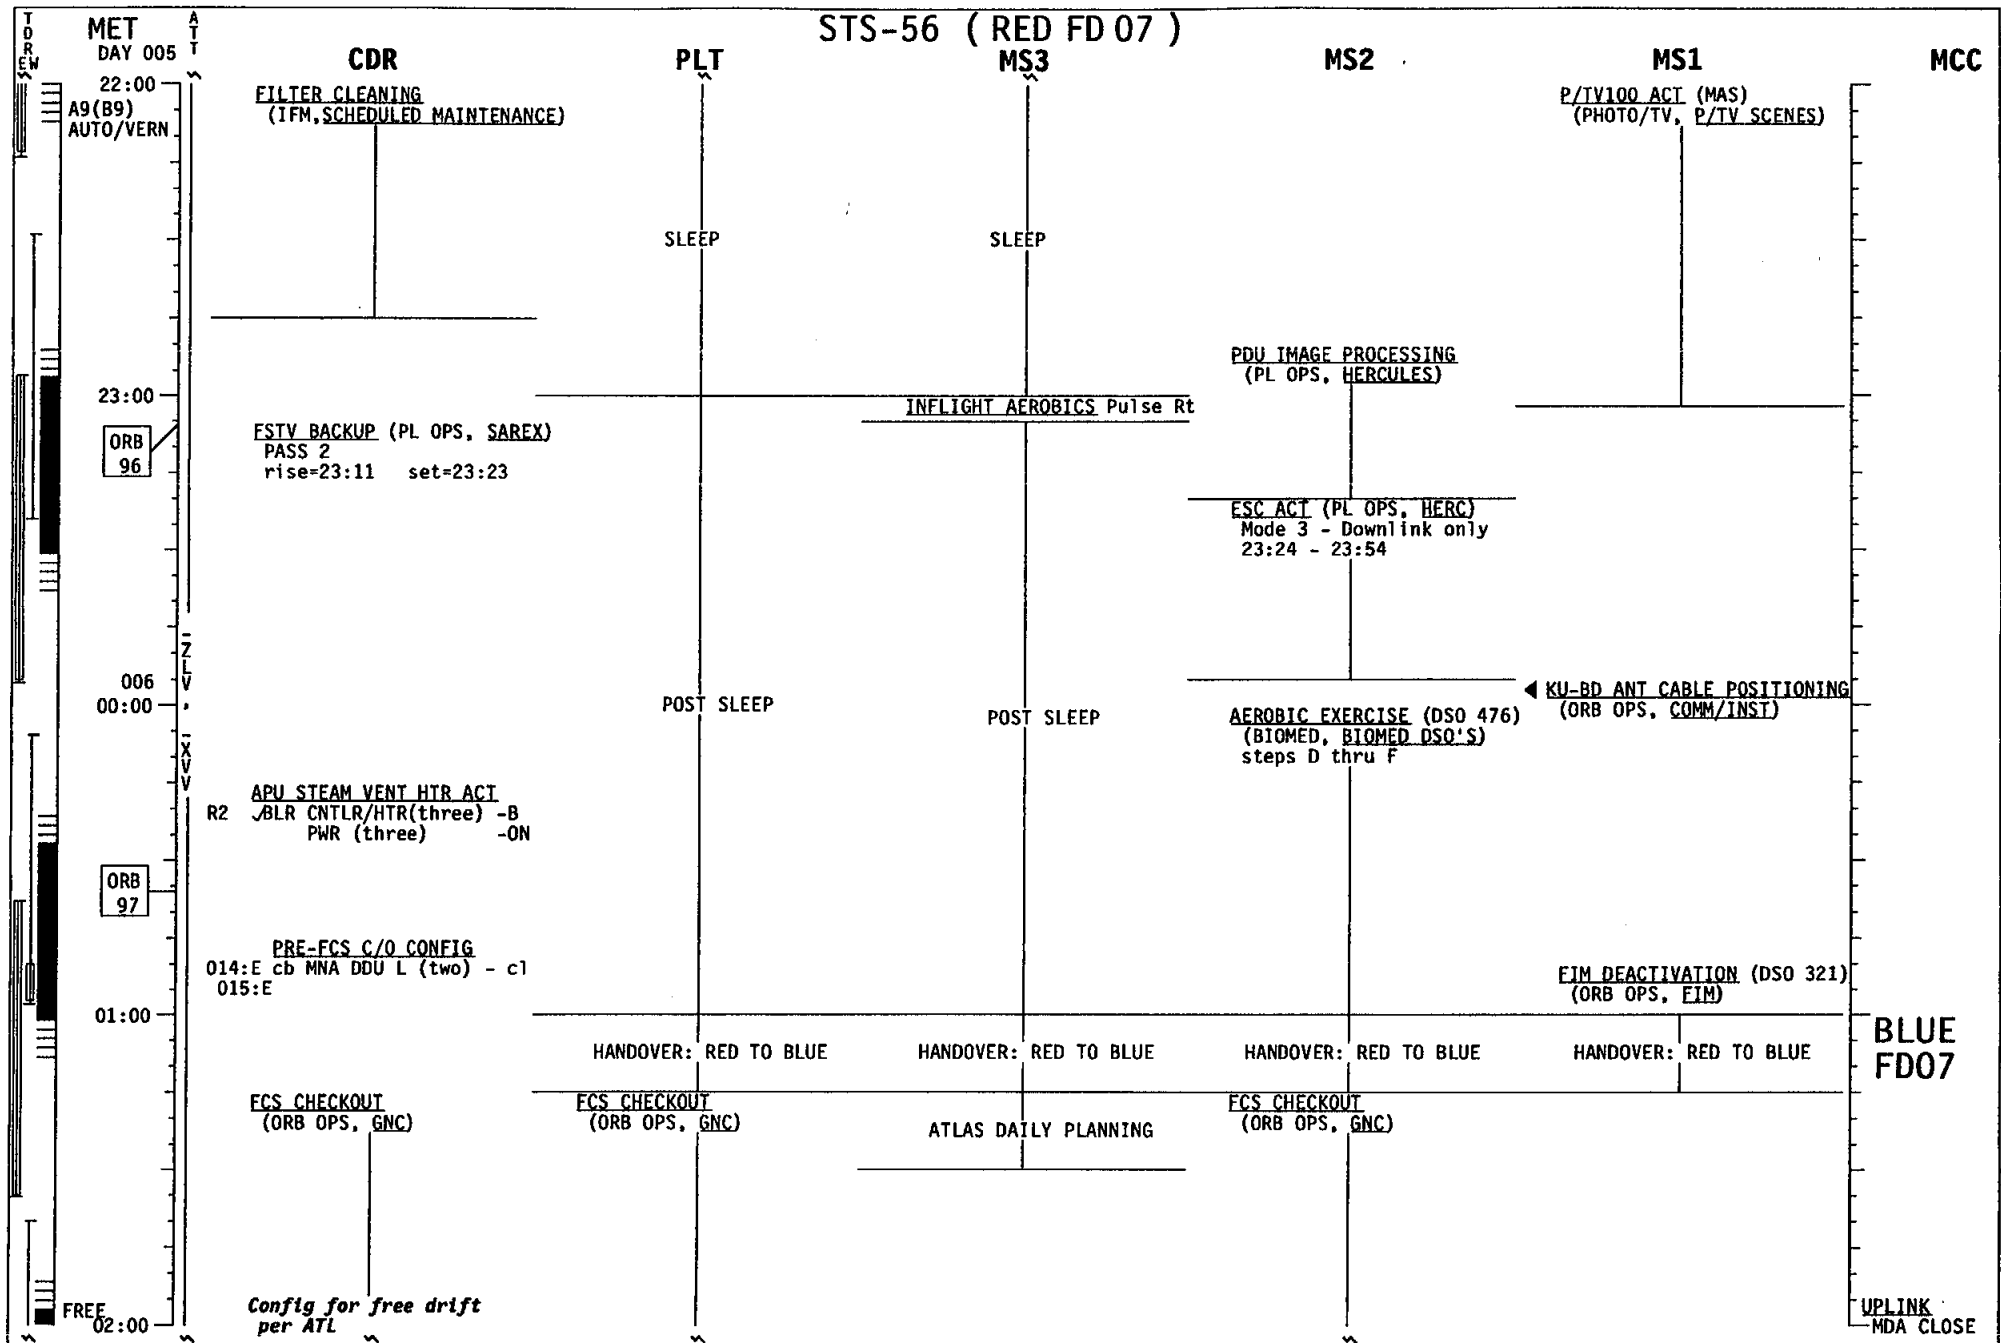 STS-56 ( RED FD 07 )
TDRE W
MET
DAY 005
ATT
CDR
PLT
MS3
MS2
MS1
MCC
22:00
A9(B9)
AUTO/VERN
FILTER CLEANING
(IFM, SCHEDULED MAINTENANCE)
P/TV100 ACT (MAS)
(PHOTO/TV, P/TV SCENES)
SLEEP
SLEEP
PDU IMAGE PROCESSING
(PL OPS, HERCULES)
23:00
INFLIGHT AEROBICS Pulse Rt
ORB
96
FSTV BACKUP (PL OPS, SAREX)
PASS 2
rise=23:11 set=23:23
ESC ACT (PL OPS, HERC)
Mode 3 - Downlink only
23:24 - 23:54
-ZLV, -XVV
006
00:00
POST SLEEP
POST SLEEP
KU-BD ANT CABLE POSITIONING
(ORB OPS, COMM/INST)
AEROBIC EXERCISE (DSO 476)
(BIOMED, BIOMED DSO'S)
steps D thru F
APU STEAM VENT HTR ACT
R2 √BLR CNTLR/HTR(three) -B
PWR (three) -ON
ORB
97
PRE-FCS C/O CONFIG
014:E cb MNA DDU L (two) - cl
015:E
FIM DEACTIVATION (DSO 321)
(ORB OPS, FIM)
01:00
HANDOVER: RED TO BLUE
HANDOVER: RED TO BLUE
HANDOVER: RED TO BLUE
HANDOVER: RED TO BLUE
BLUE
FD07
FCS CHECKOUT
(ORB OPS, GNC)
FCS CHECKOUT
(ORB OPS, GNC)
ATLAS DAILY PLANNING
FCS CHECKOUT
(ORB OPS, GNC)
FREE
02:00
Config for free drift
per ATL
UPLINK
MDA CLOSE